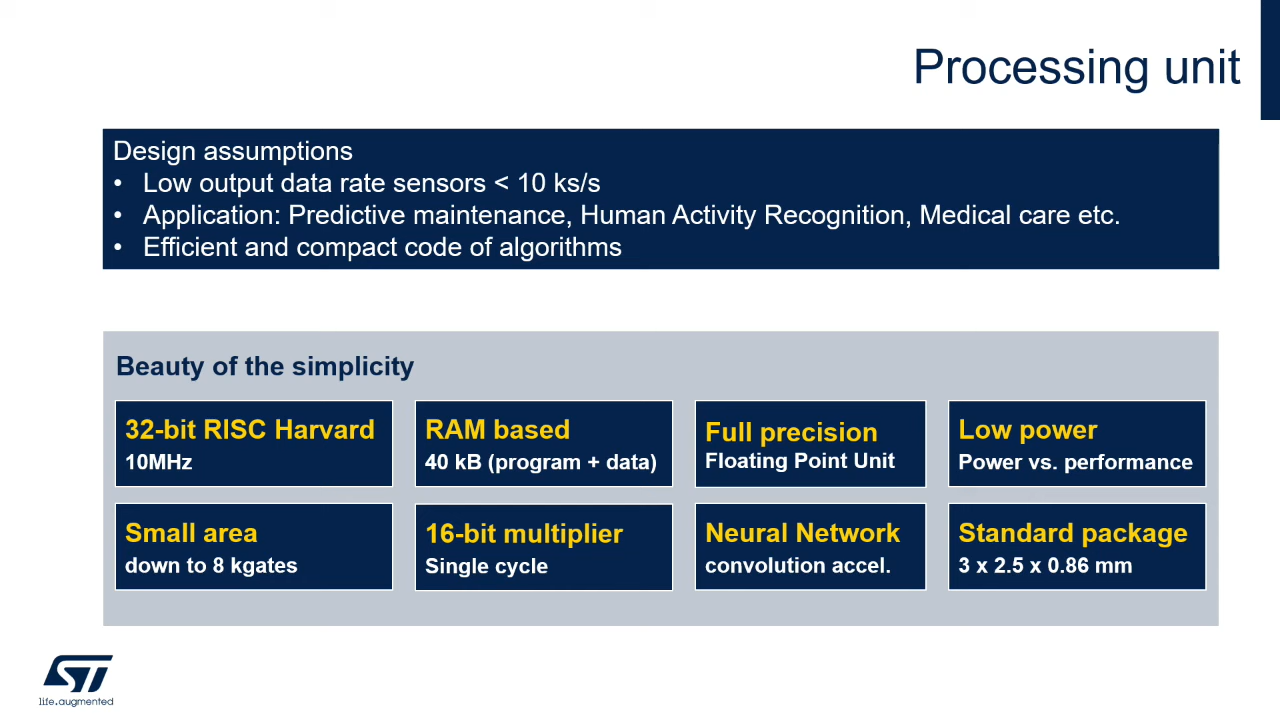 Processing unit
Design assumptions
• Low output data rate sensors < 10 ks/s
• Application: Predictive maintenance, Human Activity Recognition, Medical care etc.
• Efficient and compact code of algorithms
Beauty of the simplicity
32-bit RISC Harvard
10MHz
RAM based
40 kB (program + data)
Full precision
Floating Point Unit
Low power
Power vs. performance
Small area
down to 8 kgates
16-bit multiplier
Single cycle
Neural Network
convolution accel.
Standard package
3 x 2.5 x 0.86 mm
ST
life.augmented